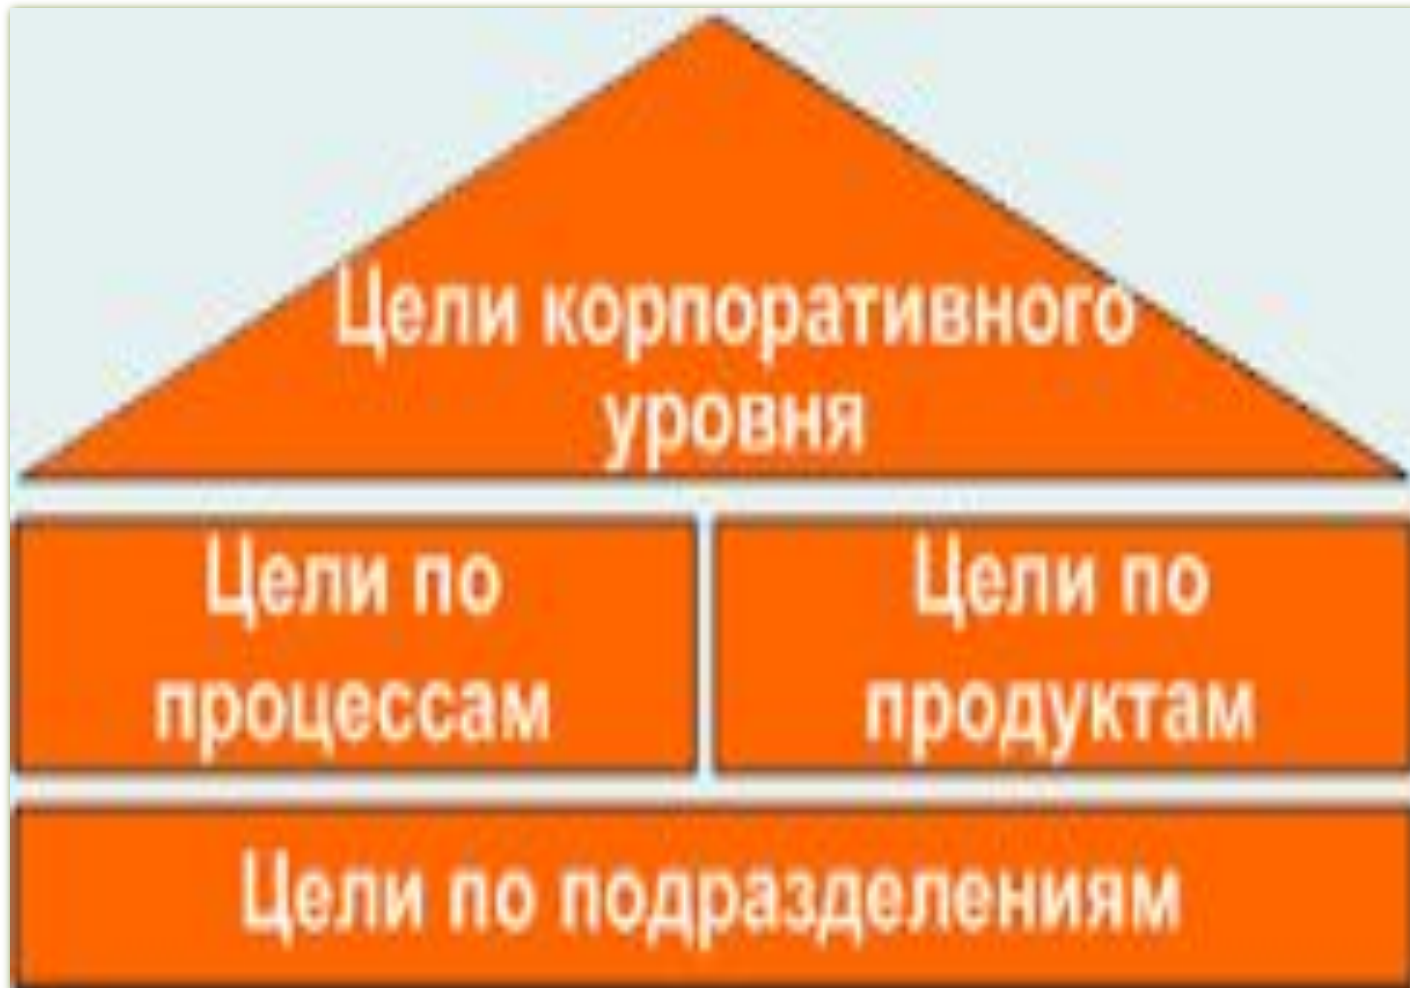 Цели корпоративного
уровня
Цели по
процессам
Цели по
продуктам
Цели по подразделениям